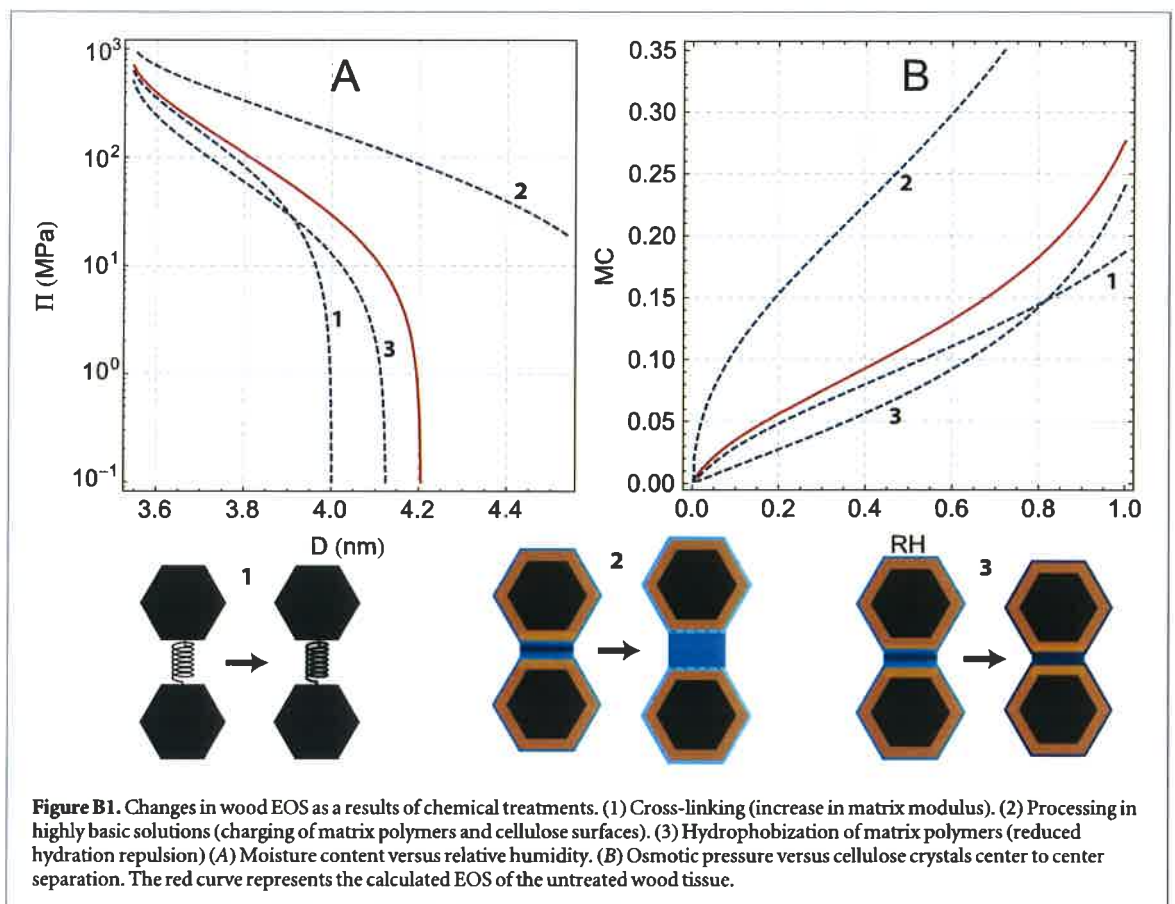 A
10³
10²
10¹
10⁰
10⁻¹
Π (MPa)
2
1
3
3.6 3.8 4.0 4.2 4.4
D (nm)
B
0.35
0.30
0.25
0.20
0.15
0.10
0.05
0.00
MC
2
1
3
0.0 0.2 0.4 0.6 0.8 1.0
RH
1
2
3
Figure B1. Changes in wood EOS as a results of chemical treatments. (1) Cross-linking (increase in matrix modulus). (2) Processing in
highly basic solutions (charging of matrix polymers and cellulose surfaces). (3) Hydrophobization of matrix polymers (reduced
hydration repulsion) (A) Moisture content versus relative humidity. (B) Osmotic pressure versus cellulose crystals center to center
separation. The red curve represents the calculated EOS of the untreated wood tissue.